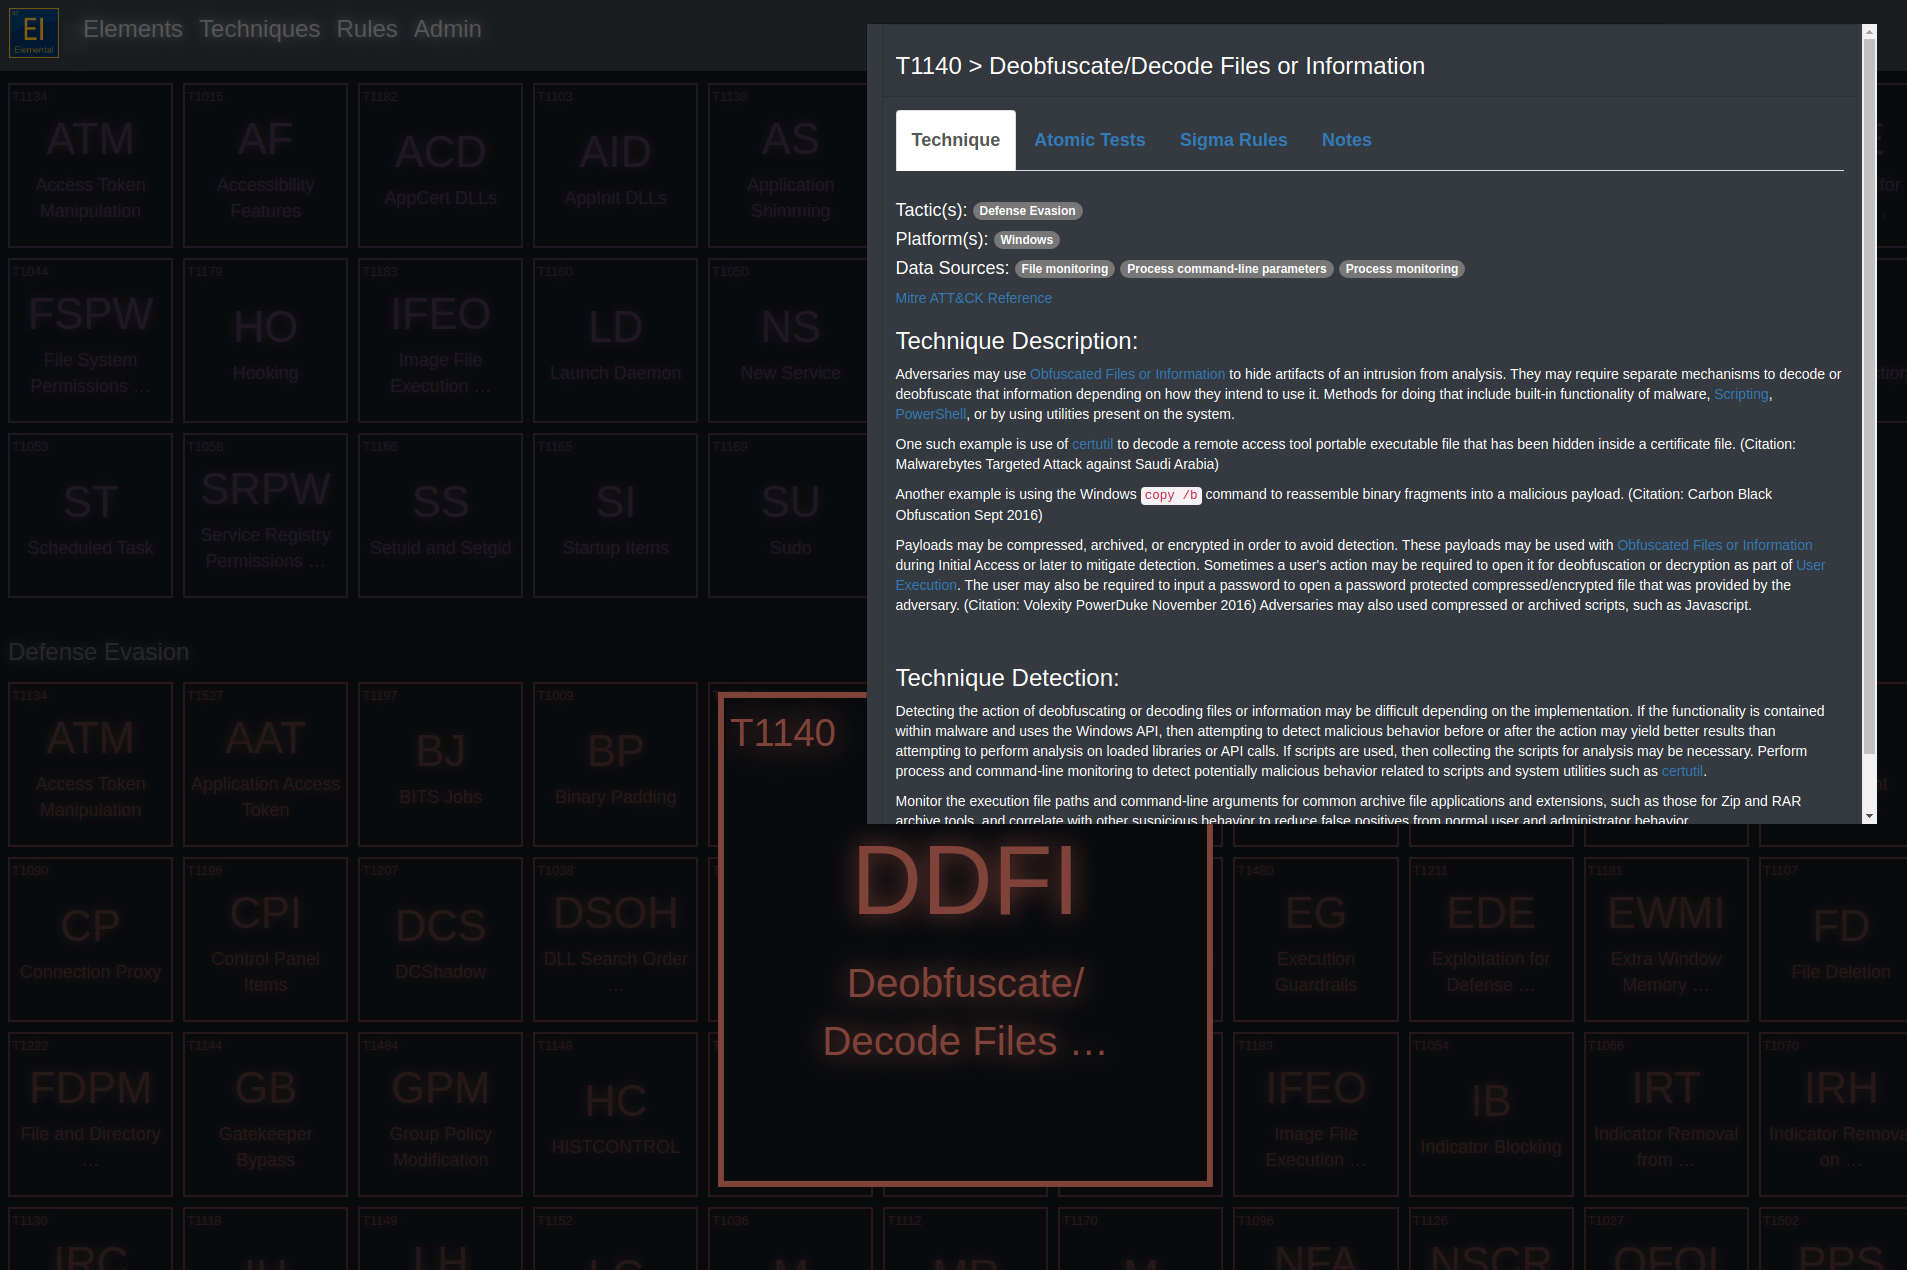 EI
Elemental
Elements Techniques Rules Admin
T1134
ATM
Access Token
Manipulation
T1015
AF
Accessibility
Features
T1182
ACD
AppCert DLLs
T1103
AID
AppInit DLLs
T1138
AS
Application
Shimming
T1044
FSPW
File System
Permissions …
T1179
HO
Hooking
T1183
IFEO
Image File
Execution …
T1160
LD
Launch Daemon
T1050
NS
New Service
T1053
ST
Scheduled Task
T1058
SRPW
Service Registry
Permissions …
T1166
SS
Setuid and Setgid
T1165
SI
Startup Items
T1169
SU
Sudo
T1140 > Deobfuscate/Decode Files or Information
Technique Atomic Tests Sigma Rules Notes
Tactic(s): Defense Evasion
Platform(s): Windows
Data Sources: File monitoring Process command-line parameters Process monitoring
Mitre ATT&CK Reference
Technique Description:
Adversaries may use Obfuscated Files or Information to hide artifacts of an intrusion from analysis. They may require separate mechanisms to decode or
deobfuscate that information depending on how they intend to use it. Methods for doing that include built-in functionality of malware, Scripting,
PowerShell, or by using utilities present on the system.
One such example is use of certutil to decode a remote access tool portable executable file that has been hidden inside a certificate file. (Citation:
Malwarebytes Targeted Attack against Saudi Arabia)
Another example is using the Windows copy /b command to reassemble binary fragments into a malicious payload. (Citation: Carbon Black
Obfuscation Sept 2016)
Payloads may be compressed, archived, or encrypted in order to avoid detection. These payloads may be used with Obfuscated Files or Information
during Initial Access or later to mitigate detection. Sometimes a user's action may be required to open it for deobfuscation or decryption as part of User
Execution. The user may also be required to input a password to open a password protected compressed/encrypted file that was provided by the
adversary. (Citation: Volexity PowerDuke November 2016) Adversaries may also used compressed or archived scripts, such as Javascript.
Technique Detection:
Detecting the action of deobfuscating or decoding files or information may be difficult depending on the implementation. If the functionality is contained
within malware and uses the Windows API, then attempting to detect malicious behavior before or after the action may yield better results than
attempting to perform analysis on loaded libraries or API calls. If scripts are used, then collecting the scripts for analysis may be necessary. Perform
process and command-line monitoring to detect potentially malicious behavior related to scripts and system utilities such as certutil.
Monitor the execution file paths and command-line arguments for common archive file applications and extensions, such as those for Zip and RAR
archive tools, and correlate with other suspicious behavior to reduce false positives from normal user and administrator behavior.
Defense Evasion
T1134
ATM
Access Token
Manipulation
T1527
AAT
Application Access
Token
T1197
BJ
BITS Jobs
T1009
BP
Binary Padding
T1140
DDFI
Deobfuscate/
Decode Files …
T1090
CP
Connection Proxy
T1196
CPI
Control Panel
Items
T1207
DCS
DCShadow
T1038
DSOH
DLL Search Order
…
T1480
EG
Execution
Guardrails
T1211
EDE
Exploitation for
Defense …
T1181
EWMI
Extra Window
Memory …
T1107
FD
File Deletion
T1222
FDPM
File and Directory
…
T1144
GB
Gatekeeper
Bypass
T1484
GPM
Group Policy
Modification
T1148
HC
HISTCONTROL
T1183
IFEO
Image File
Execution …
T1054
IB
Indicator Blocking
T1066
IRT
Indicator Removal
from …
T1070
IRH
Indicator Remova
on …
T1130
IRC
T1118
IU
T1149
LH
T1152
LC
T1036
M
T1112
MR
T1170
M
T1096
NFA
T1126
NSCR
T1027
OFOI
T1502
PPS